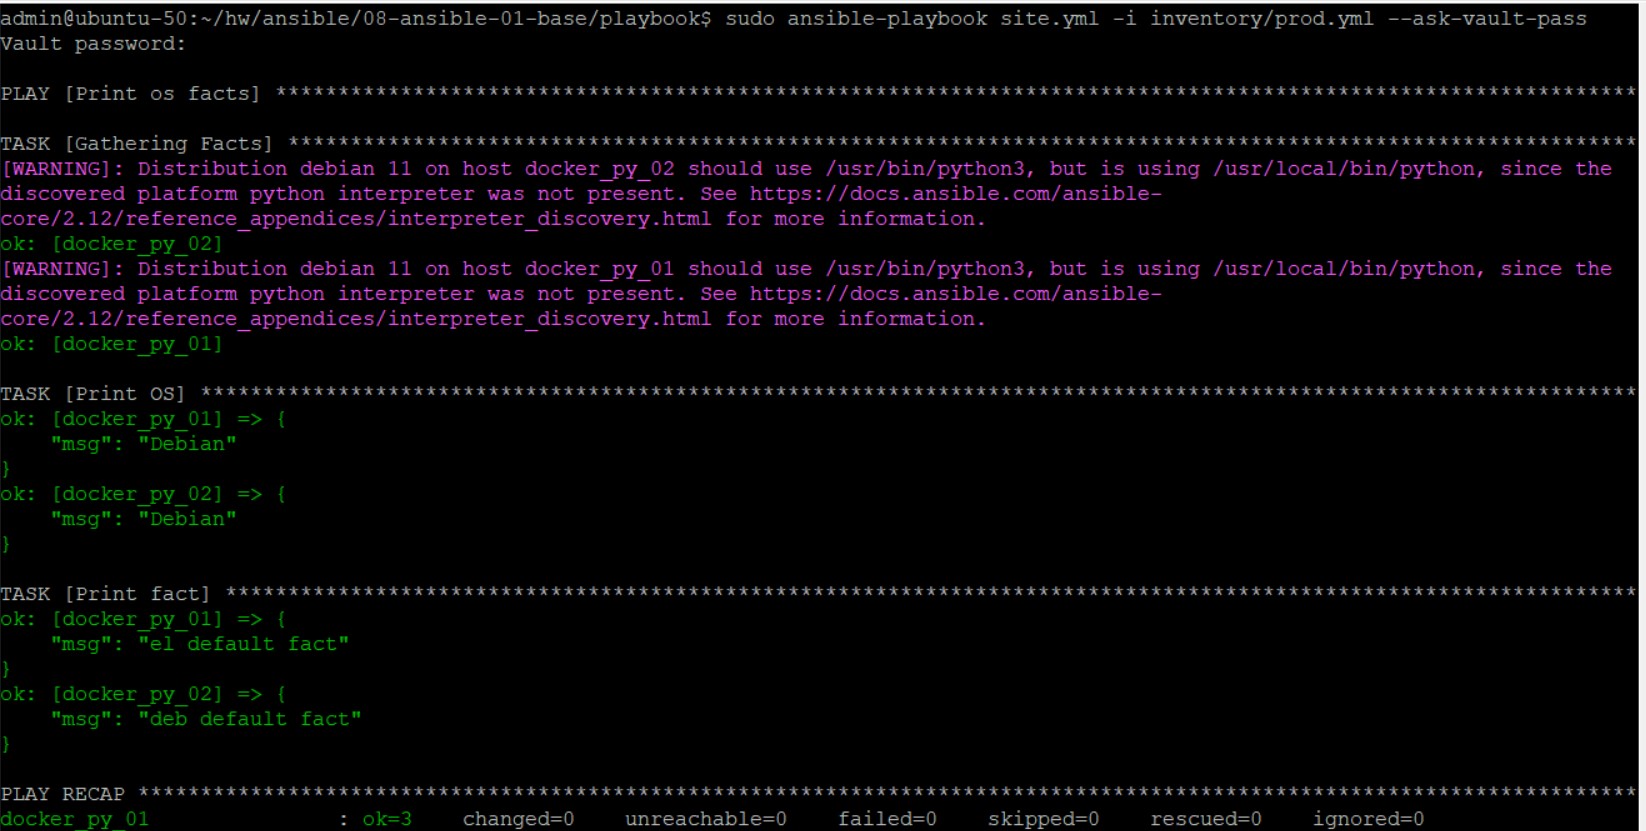 admin@ubuntu-50:~/hw/ansible/08-ansible-01-base/playbook$ sudo ansible-playbook site.yml -i inventory/prod.yml --ask-vault-pass
Vault password:
PLAY [Print os facts] *************************************************************************************************************
TASK [Gathering Facts] ************************************************************************************************************
[WARNING]: Distribution debian 11 on host docker_py_02 should use /usr/bin/python3, but is using /usr/local/bin/python, since the
discovered platform python interpreter was not present. See https://docs.ansible.com/ansible-
core/2.12/reference_appendices/interpreter_discovery.html for more information.
ok: [docker_py_02]
[WARNING]: Distribution debian 11 on host docker_py_01 should use /usr/bin/python3, but is using /usr/local/bin/python, since the
discovered platform python interpreter was not present. See https://docs.ansible.com/ansible-
core/2.12/reference_appendices/interpreter_discovery.html for more information.
ok: [docker_py_01]
TASK [Print OS] *******************************************************************************************************************
ok: [docker_py_01] => {
    "msg": "Debian"
}
ok: [docker_py_02] => {
    "msg": "Debian"
}
TASK [Print fact] *****************************************************************************************************************
ok: [docker_py_01] => {
    "msg": "el default fact"
}
ok: [docker_py_02] => {
    "msg": "deb default fact"
}
PLAY RECAP ************************************************************************************************************************
docker_py_01               : ok=3    changed=0    unreachable=0    failed=0    skipped=0    rescued=0    ignored=0